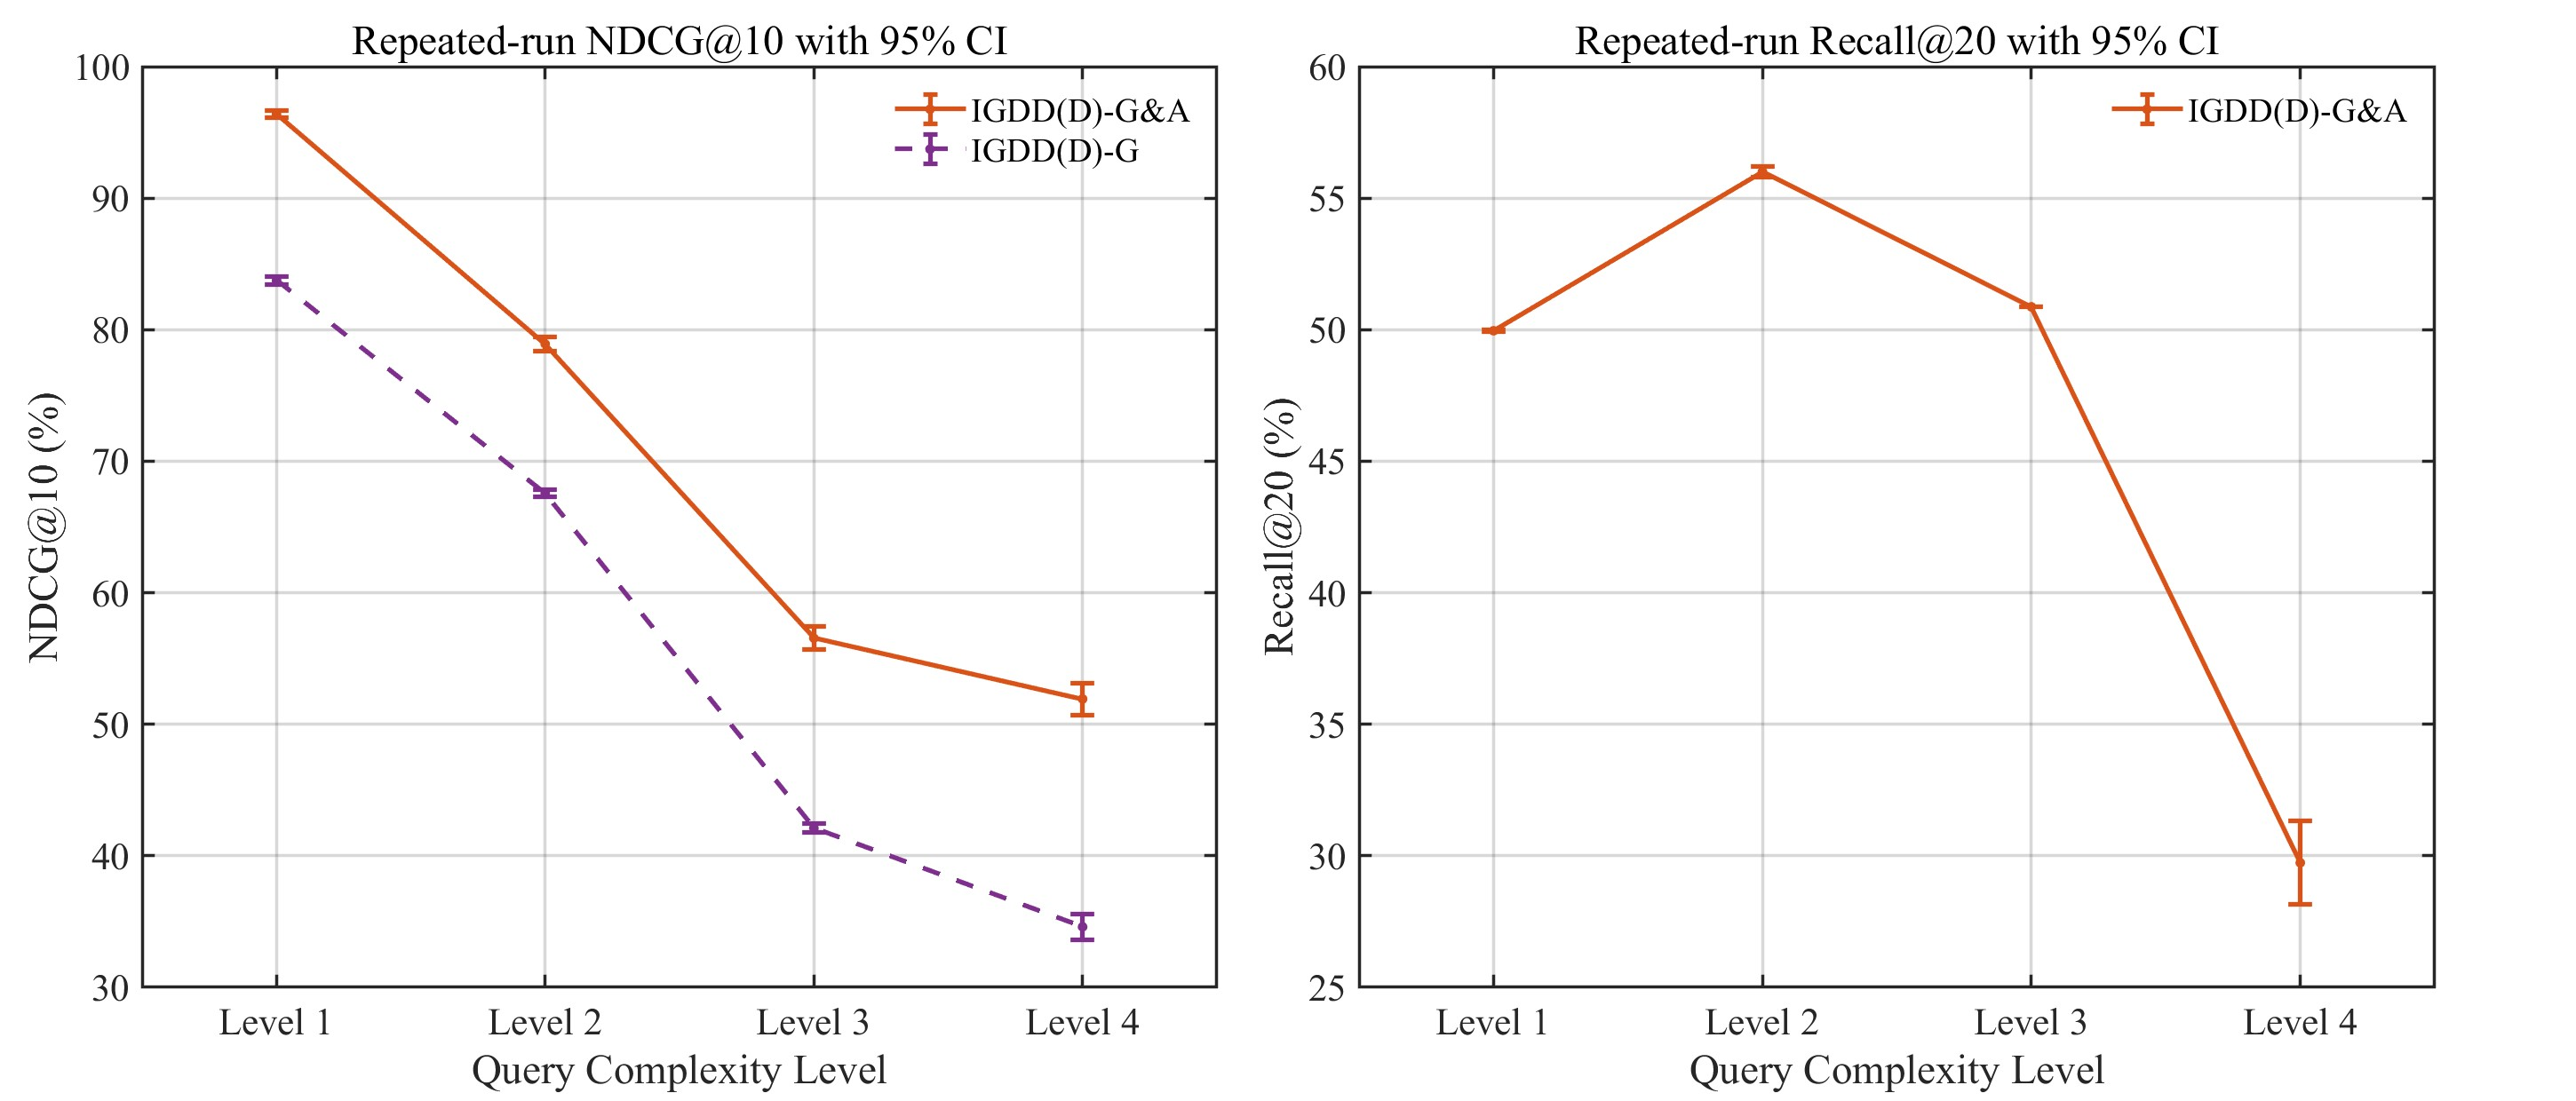 Repeated-run NDCG@10 with 95% CI
100
90
80
70
60
50
40
30
NDCG@10 (%)
IGDD(D)-G&A
IGDD(D)-G
Level 1
Level 2
Level 3
Level 4
Query Complexity Level
Repeated-run Recall@20 with 95% CI
60
55
50
45
40
35
30
25
Recall@20 (%)
IGDD(D)-G&A
Level 1
Level 2
Level 3
Level 4
Query Complexity Level